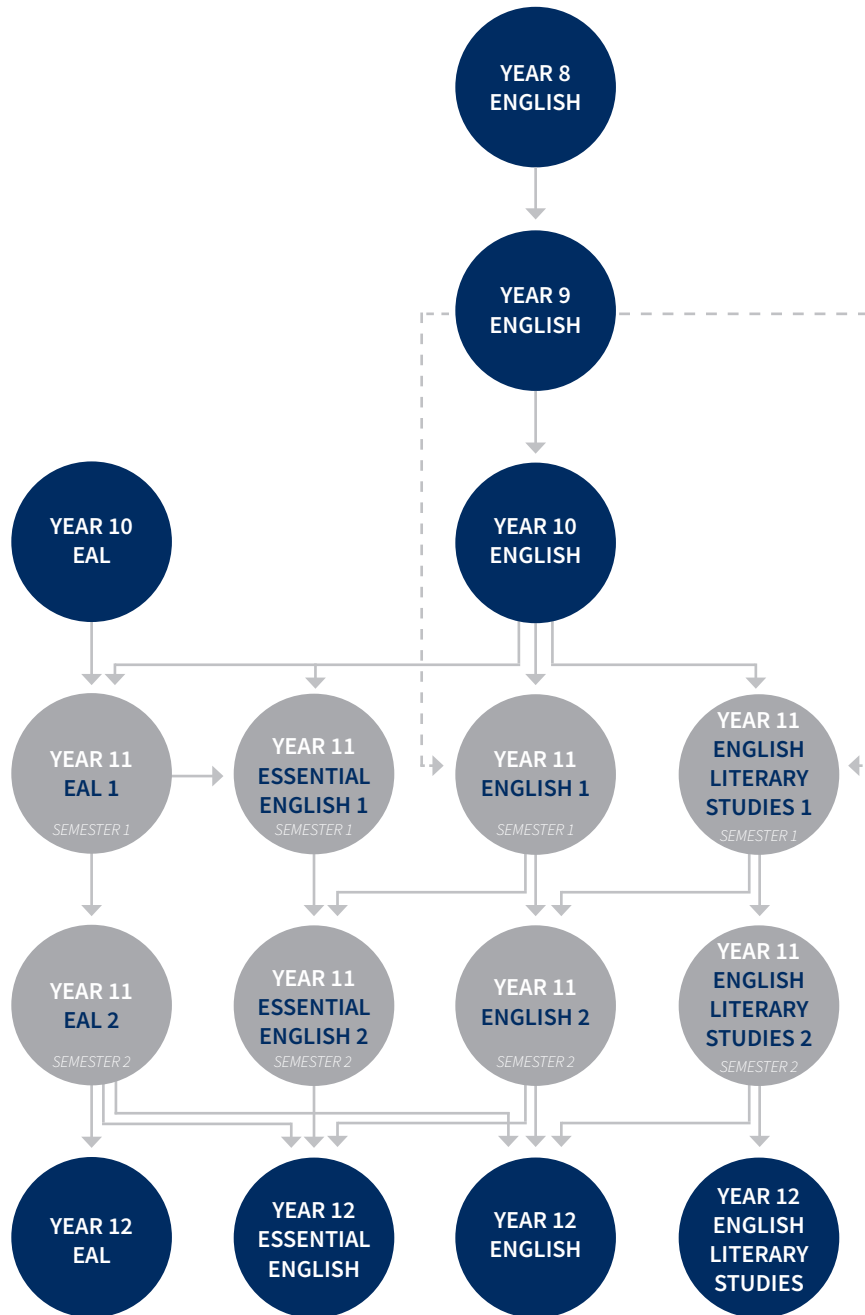 YEAR 8
ENGLISH
YEAR 9
ENGLISH
YEAR 10
EAL
YEAR 10
ENGLISH
YEAR 11
EAL 1
SEMESTER 1
YEAR 11
ESSENTIAL
ENGLISH 1
SEMESTER 1
YEAR 11
ENGLISH 1
SEMESTER 1
YEAR 11
ENGLISH
LITERARY
STUDIES 1
SEMESTER 1
YEAR 11
EAL 2
SEMESTER 2
YEAR 11
ESSENTIAL
ENGLISH 2
SEMESTER 2
YEAR 11
ENGLISH 2
SEMESTER 2
YEAR 11
ENGLISH
LITERARY
STUDIES 2
SEMESTER 2
YEAR 12
EAL
YEAR 12
ESSENTIAL
ENGLISH
YEAR 12
ENGLISH
YEAR 12
ENGLISH
LITERARY
STUDIES